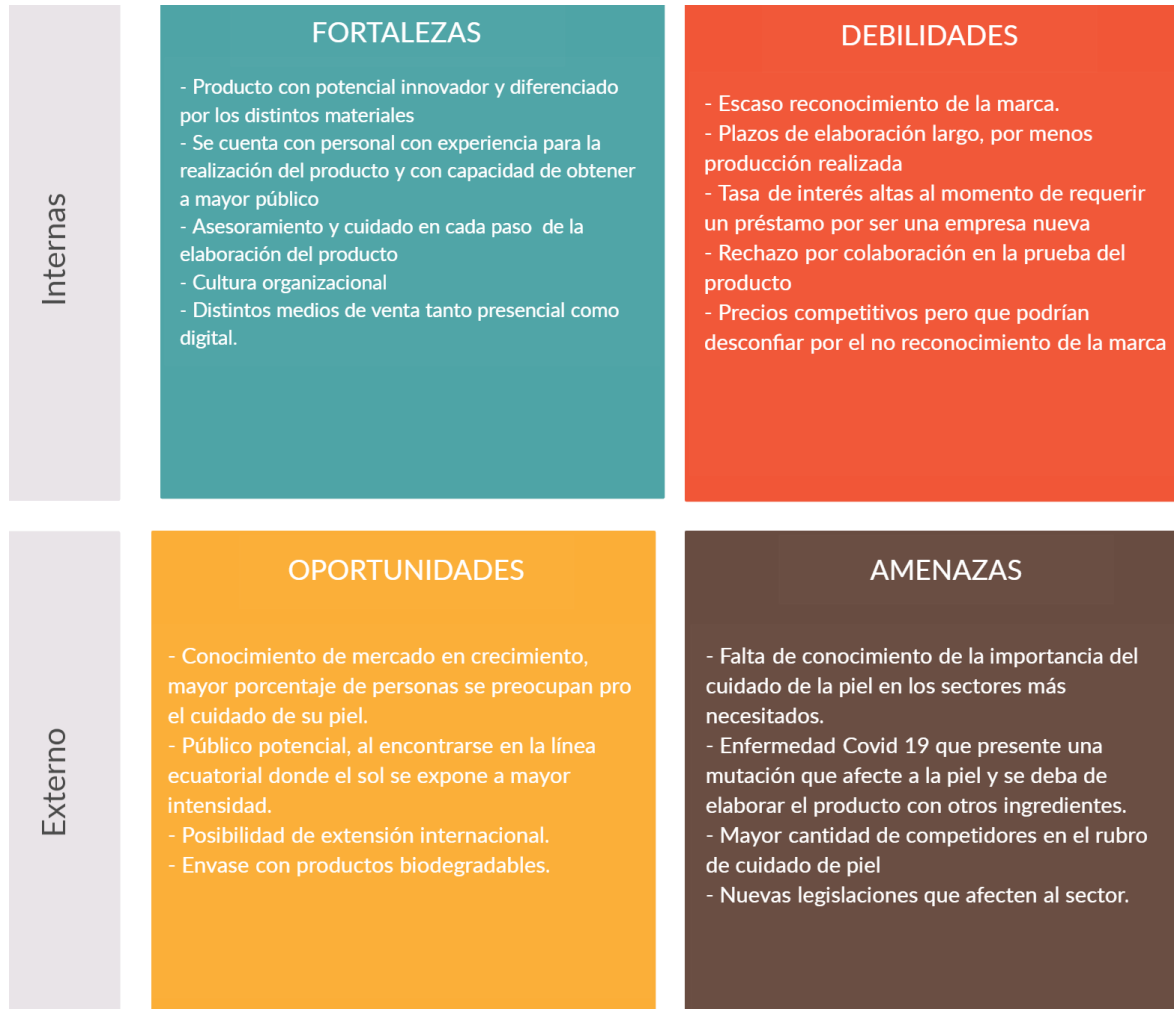 Internas
FORTALEZAS
- Producto con potencial innovador y diferenciado
por los distintos materiales
- Se cuenta con personal con experiencia para la
realización del producto y con capacidad de obtener
a mayor público
- Asesoramiento y cuidado en cada paso  de la
elaboración del producto
- Cultura organizacional
- Distintos medios de venta tanto presencial como
digital.
DEBILIDADES
- Escaso reconocimiento de la marca.
- Plazos de elaboración largo, por menos
producción realizada
- Tasa de interés altas al momento de requerir
un préstamo por ser una empresa nueva
- Rechazo por colaboración en la prueba del
producto
- Precios competitivos pero que podrían
desconfiar por el no reconocimiento de la marca
Externo
OPORTUNIDADES
- Conocimiento de mercado en crecimiento,
mayor porcentaje de personas se preocupan pro
el cuidado de su piel.
- Público potencial, al encontrarse en la línea
ecuatorial donde el sol se expone a mayor
intensidad.
- Posibilidad de extensión internacional.
- Envase con productos biodegradables.
AMENAZAS
- Falta de conocimiento de la importancia del
cuidado de la piel en los sectores más
necesitados.
- Enfermedad Covid 19 que presente una
mutación que afecte a la piel y se deba de
elaborar el producto con otros ingredientes.
- Mayor cantidad de competidores en el rubro
de cuidado de piel
- Nuevas legislaciones que afecten al sector.